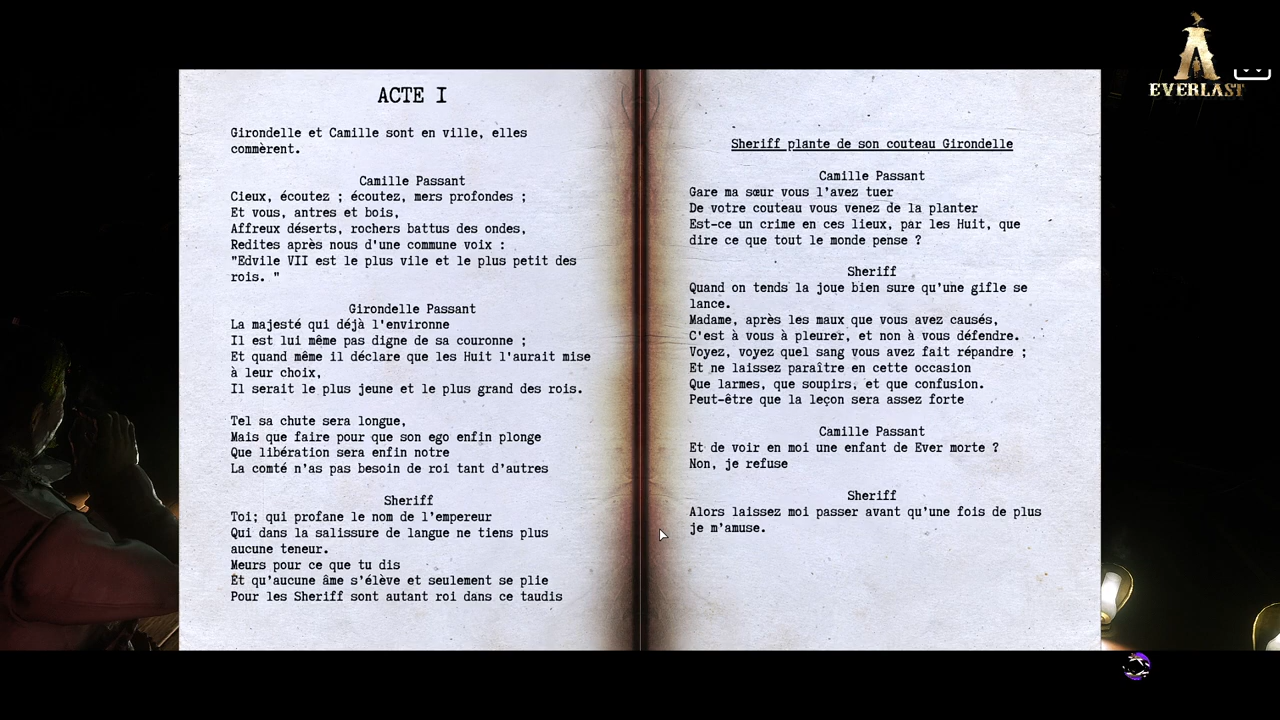 EVERLAST
ACTE I
Girondelle et Camille sont en ville, elles
commèrent.
Camille Passant
Cieux, écoutez ; écoutez, mers profondes ;
Et vous, antres et bois,
Affreux déserts, rochers battus des ondes,
Redites après nous d'une commune voix :
"Edvile VII est le plus vile et le plus petit des
rois. "
Girondelle Passant
La majesté qui déjà l'environne
Il est lui même pas digne de sa couronne ;
Et quand même il déclare que les Huit l'aurait mise
à leur choix,
Il serait le plus jeune et le plus grand des rois.
Tel sa chute sera longue,
Mais que faire pour que son ego enfin plonge
Que libération sera enfin notre
La comté n'as pas besoin de roi tant d'autres
Sheriff
Toi; qui profane le nom de l'empereur
Qui dans la salissure de langue ne tiens plus
aucune teneur.
Meurs pour ce que tu dis
Et qu'aucune âme s'élève et seulement se plie
Pour les Sheriff sont autant roi dans ce taudis
Sheriff plante de son couteau Girondelle
Camille Passant
Gare ma sœur vous l'avez tuer
De votre couteau vous venez de la planter
Est-ce un crime en ces lieux, par les Huit, que
dire ce que tout le monde pense ?
Sheriff
Quand on tends la joue bien sure qu'une gifle se
lance.
Madame, après les maux que vous avez causés,
C'est à vous à pleurer, et non à vous défendre.
Voyez, voyez quel sang vous avez fait répandre ;
Et ne laissez paraître en cette occasion
Que larmes, que soupirs, et que confusion.
Peut-être que la leçon sera assez forte
Camille Passant
Et de voir en moi une enfant de Ever morte ?
Non, je refuse
Sheriff
Alors laissez moi passer avant qu'une fois de plus
je m'amuse.